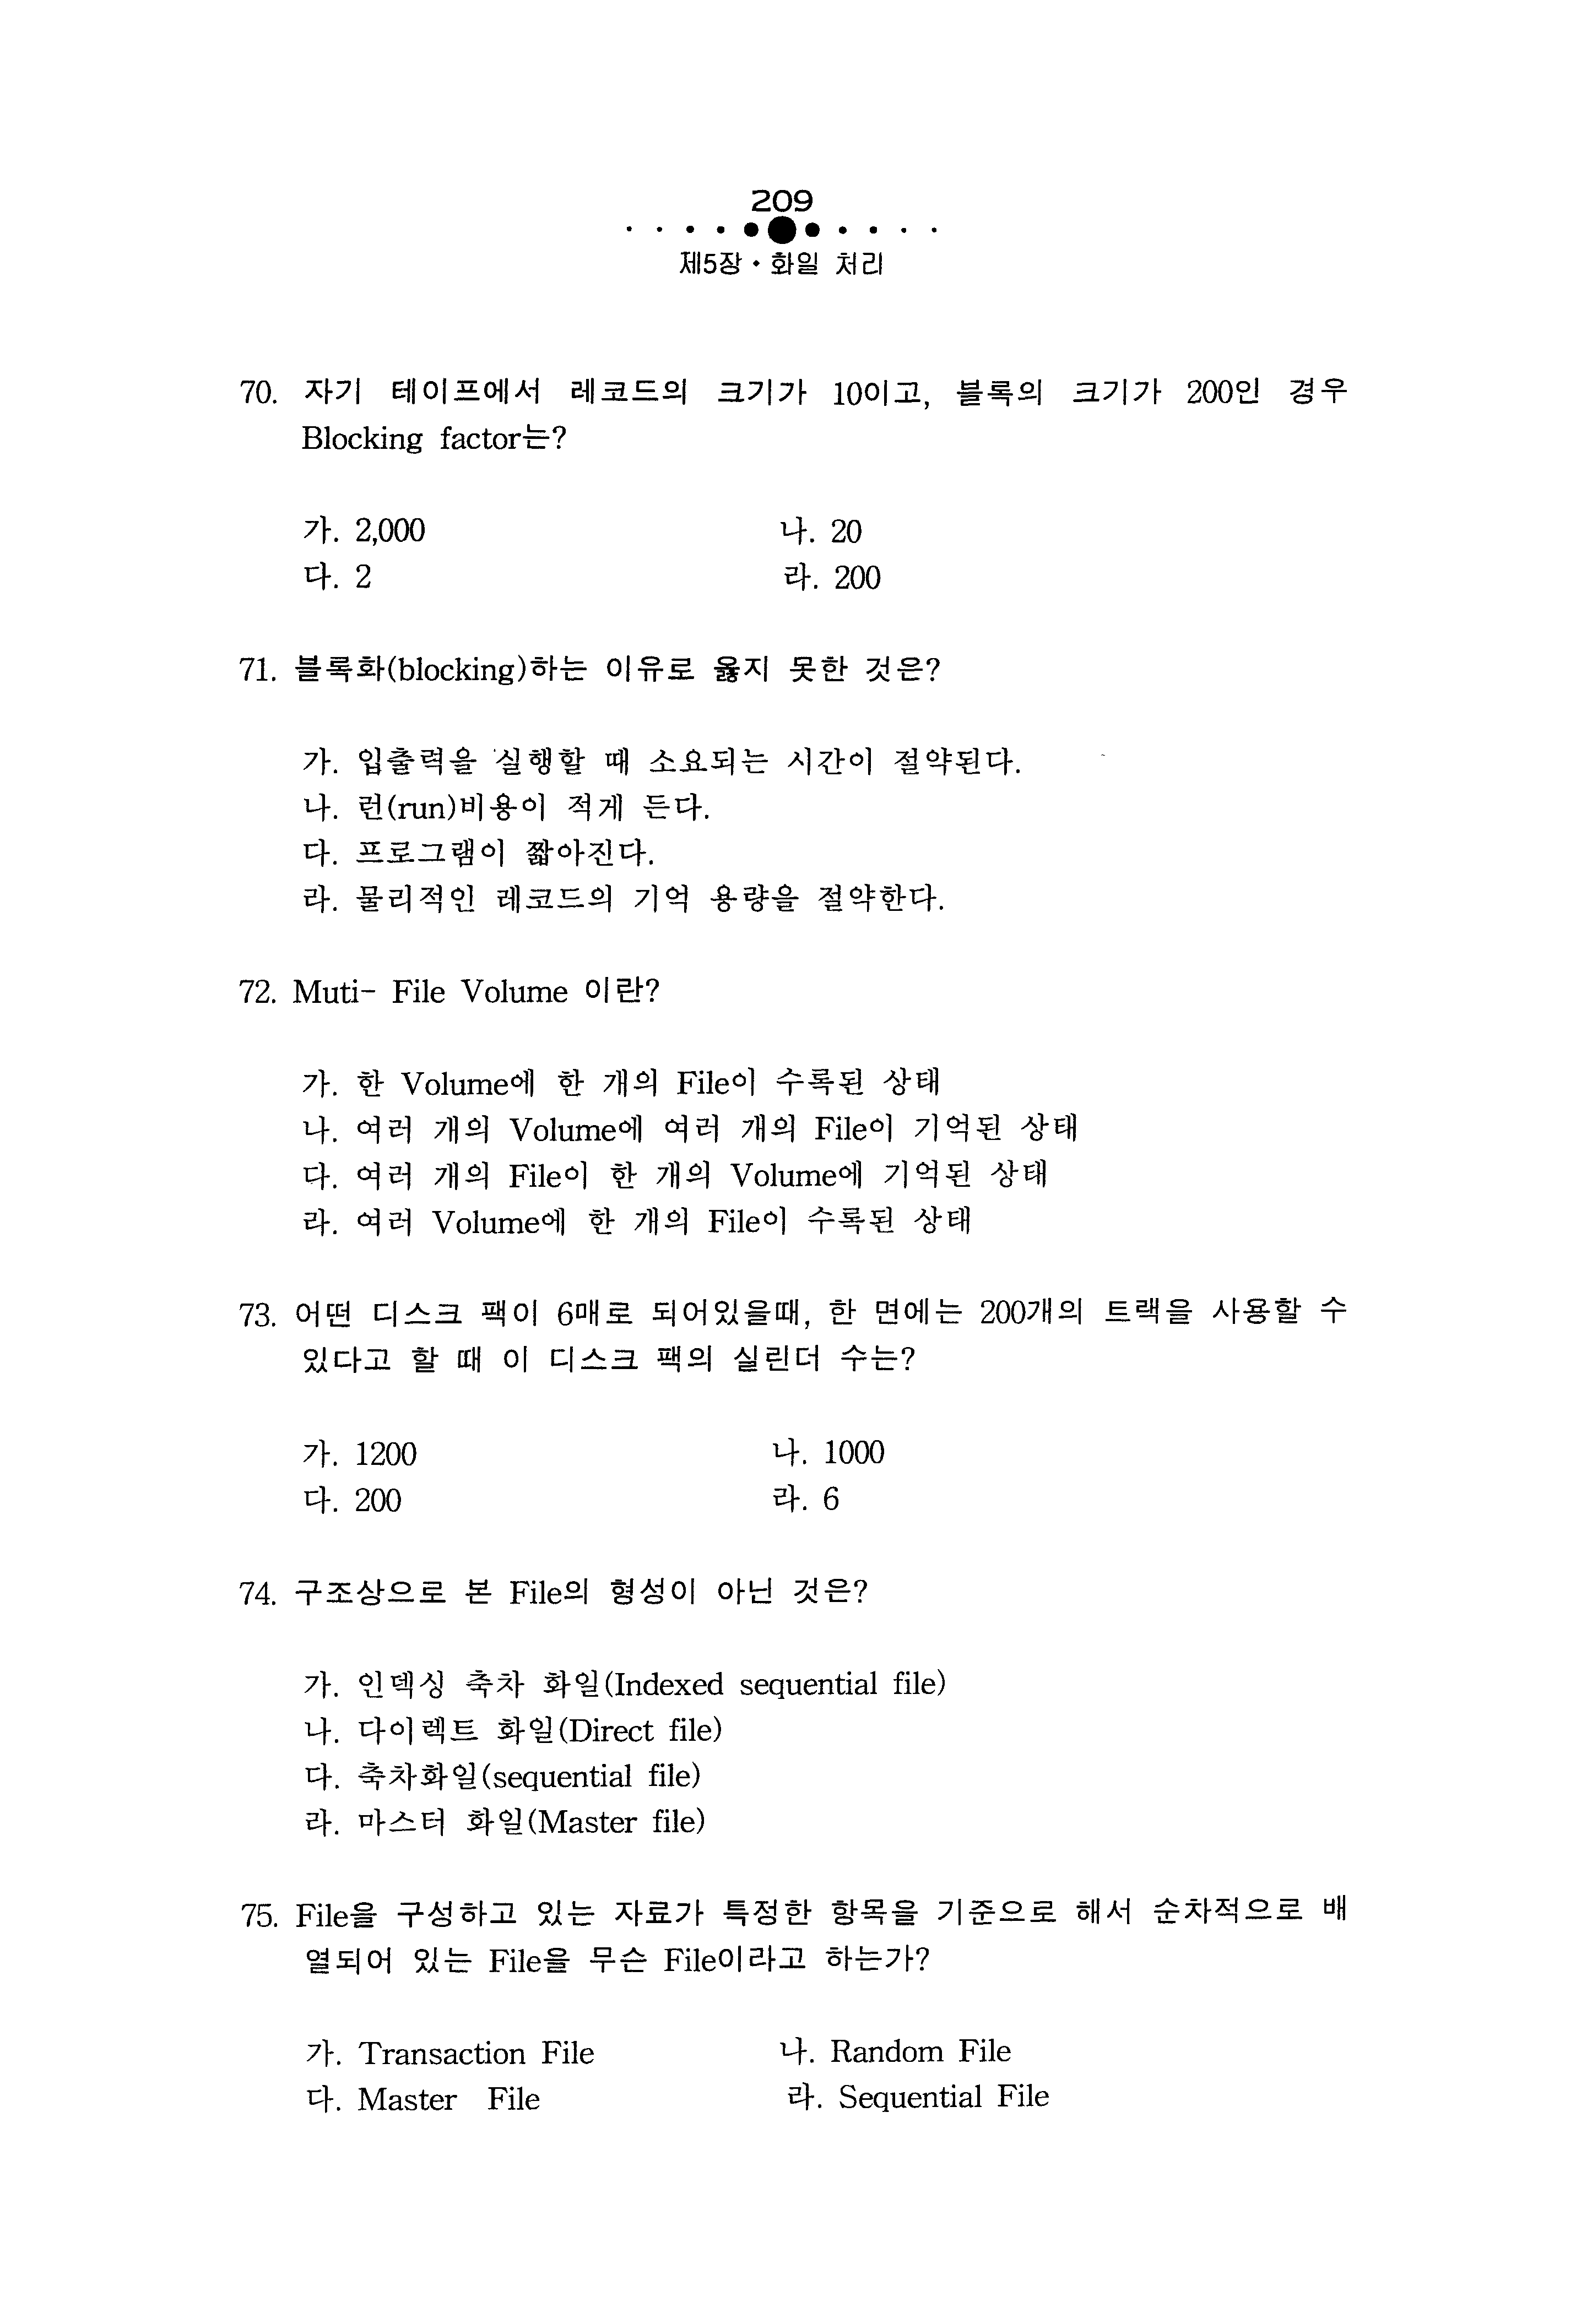 209
제5장 • 화일 처리
70. 자기 테이프에서 레코드의 크기가 10이고, 블록의 크기가 200인 경우
Blocking factor는?
가. 2,000 나. 20
다. 2 라. 200
71. 블록화(blocking)하는 이유로 옳지 못한 것은?
가. 입출력을 실행할 때 소요되는 시간이 절약된다.
나. 런(run)비용이 적게 든다.
다. 프로그램이 짧아진다.
라. 물리적인 레코드의 기억 용량을 절약한다.
72. Muti- File Volume 이란?
가. 한 Volume에 한 개의 File이 수록된 상태
나. 여러 개의 Volume에 여러 개의 File이 기억된 상태
다. 여러 개의 File이 한 개의 Volume에 기억된 상태
라. 여러 Volume에 한 개의 File이 수록된 상태
73. 어떤 디스크 팩이 6매로 되어있을때, 한 면에는 200개의 트랙을 사용할 수
있다고 할 때 이 디스크 팩의 실린더 수는?
가. 1200 나. 1000
다. 200 라. 6
74. 구조상으로 본 File의 형성이 아닌 것은?
가. 인덱싱 축차 화일(Indexed sequential file)
나. 다이렉트 화일(Direct file)
다. 축차화일(sequential file)
라. 마스터 화일(Master file)
75. File을 구성하고 있는 자료가 특정한 항목을 기준으로 해서 순차적으로 배
열되어 있는 File을 무슨 File이라고 하는가?
가. Transaction File 나. Random File
다. Master File 라. Sequential File